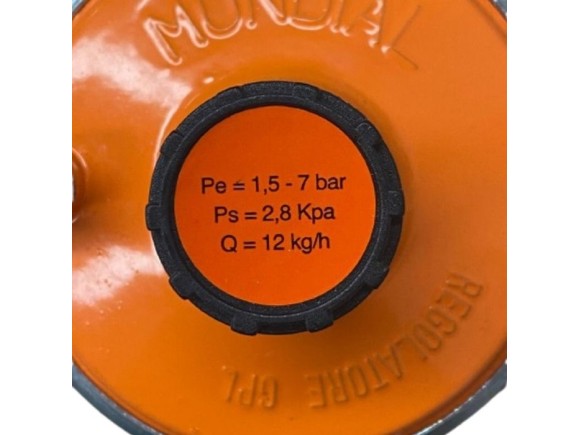 MONDIAL
Pe = 1,5 - 7 bar
Ps = 2,8 Kpa
Q = 12 kg/h
REGOLATORE GPL